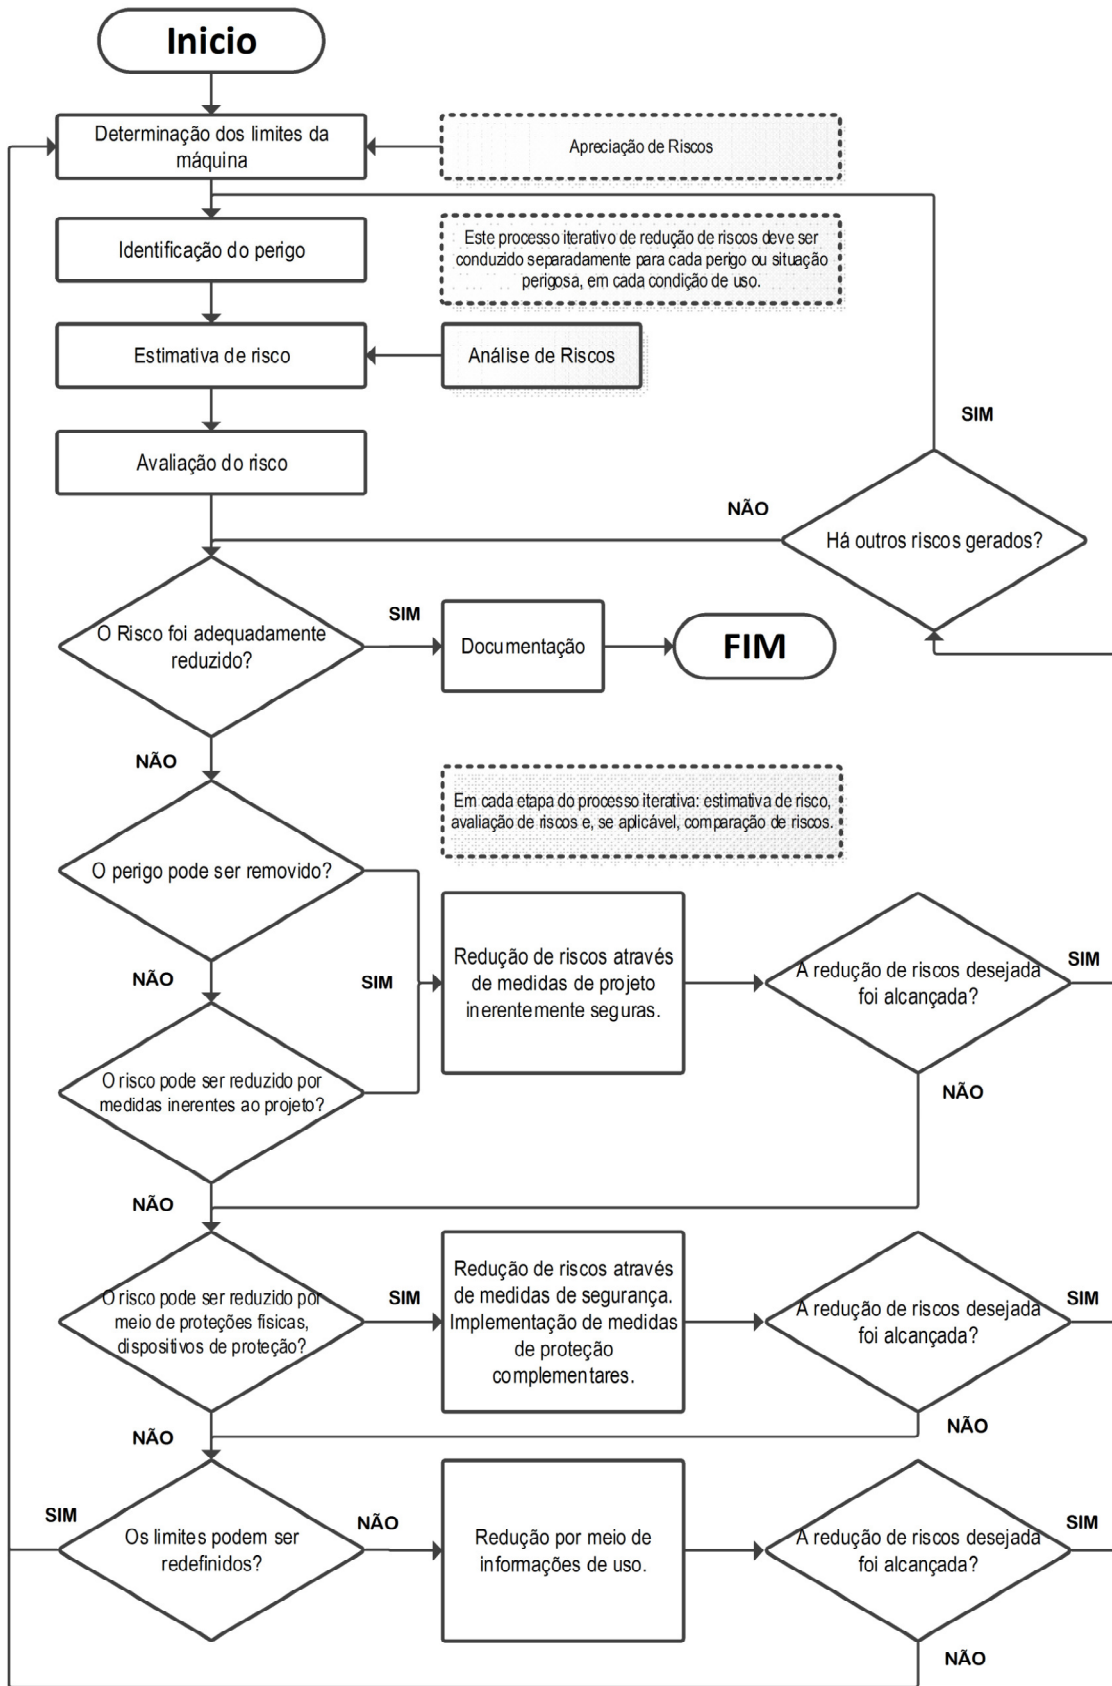 Inicio
Determinação dos limites da
máquina
Apreciação de Riscos
Identificação do perigo
Este processo iterativo de redução de riscos deve ser
conduzido separadamente para cada perigo ou situação
perigosa, em cada condição de uso.
Estimativa de risco
Análise de Riscos
SIM
Avaliação do risco
NÃO
Há outros riscos gerados?
O Risco foi adequadamente
reduzido?
SIM
Documentação
FIM
NÃO
Em cada etapa do processo iterativa: estimativa de risco,
avaliação de riscos e, se aplicável, comparação de riscos.
O perigo pode ser removido?
NÃO
SIM
Redução de riscos através
de medidas de projeto
inerentemente seguras.
A redução de riscos desejada
foi alcançada?
SIM
NÃO
O risco pode ser reduzido por
medidas inerentes ao projeto?
NÃO
O risco pode ser reduzido por
meio de proteções físicas,
dispositivos de proteção?
SIM
Redução de riscos através
de medidas de segurança.
Implementação de medidas
de proteção
complementares.
A redução de riscos desejada
foi alcançada?
SIM
NÃO
NÃO
SIM
Os limites podem ser
redefinidos?
NÃO
Redução por meio de
informações de uso.
A redução de riscos desejada
foi alcançada?
SIM
NÃO